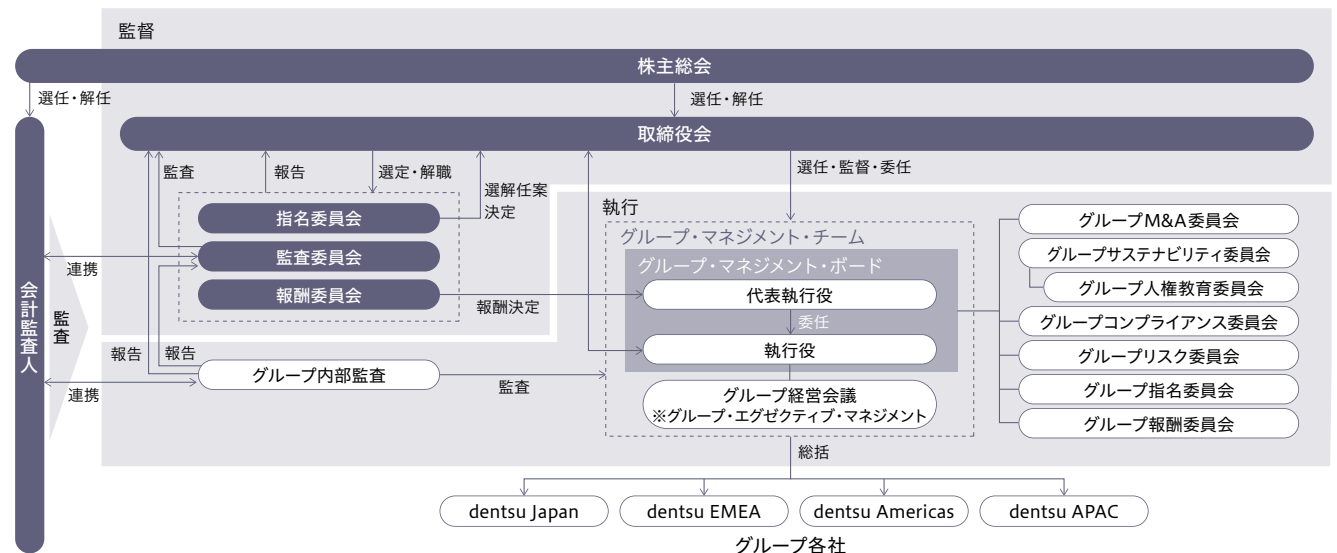 監督
株主総会
選任・解任
選任・解任
取締役会
監査
報告
選定・解職
選解任案
決定
選任・監督・委任
指名委員会
監査委員会
報酬委員会
連携
報酬決定
会計監査人
監査
報告
報告
連携
グループ内部監査
監査
執行
グループ・マネジメント・チーム
グループ・マネジメント・ボード
代表執行役
委任
執行役
グループ経営会議
※グループ・エグゼクティブ・マネジメント
グループM&A委員会
グループサステナビリティ委員会
グループ人権教育委員会
グループコンプライアンス委員会
グループリスク委員会
グループ指名委員会
グループ報酬委員会
総括
dentsu Japan
dentsu EMEA
dentsu Americas
dentsu APAC
グループ各社